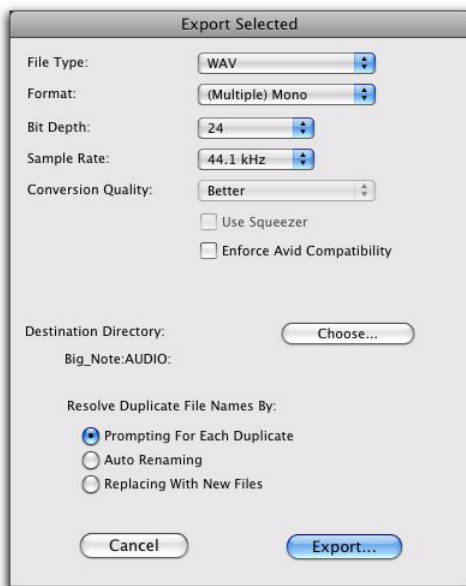 Export Selected
File Type: WAV
Format: (Multiple) Mono
Bit Depth: 24
Sample Rate: 44.1 kHz
Conversion Quality: Better
Use Squeezer
Enforce Avid Compatibility
Destination Directory: Choose...
Big_Note:AUDIO:
Resolve Duplicate File Names By:
Prompting For Each Duplicate
Auto Renaming
Replacing With New Files
Cancel Export...